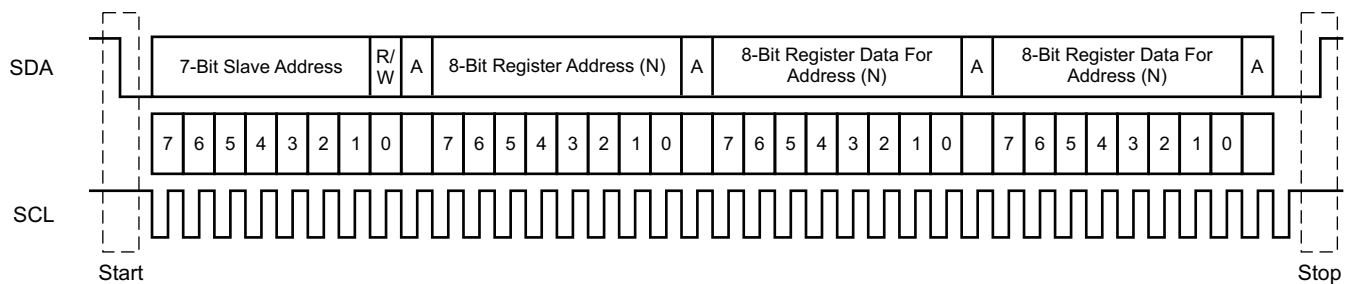 SDA
7-Bit Slave Address
R/
W
A
8-Bit Register Address (N)
A
8-Bit Register Data For
Address (N)
A
8-Bit Register Data For
Address (N)
A
7 6 5 4 3 2 1 0 7 6 5 4 3 2 1 0 7 6 5 4 3 2 1 0 7 6 5 4 3 2 1 0
SCL
Start
Stop